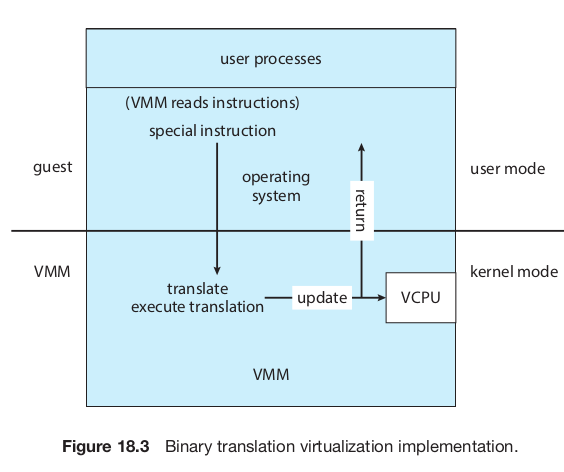 user processes
(VMM reads instructions)
special instruction
guest
operating
system
user mode
return
VMM
kernel mode
translate
execute translation
update
VCPU
VMM
Figure 18.3 Binary translation virtualization implementation.